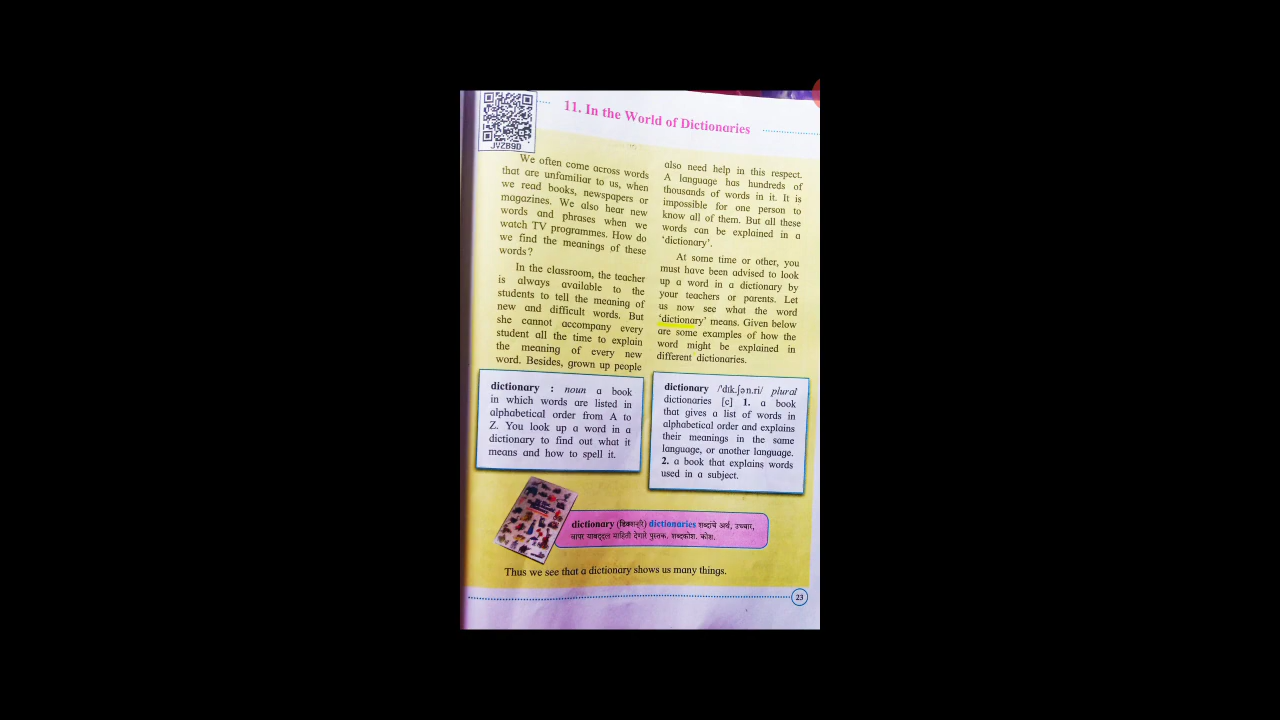 JVZB9D
11. In the World of Dictionaries
We often come across words
that are unfamiliar to us, when
we read books, newspapers or
magazines. We also hear new
words and phrases when we
watch TV programmes. How do
we find the meanings of these
words?
In the classroom, the teacher
is always available to the
students to tell the meaning of
new and difficult words. But
she cannot accompany every
student all the time to explain
the meaning of every new
word. Besides, grown up people
also need help in this respect.
A language has hundreds of
thousands of words in it. It is
impossible for one person to
know all of them. But all these
words can be explained in a
‘dictionary’.
At some time or other, you
must have been advised to look
up a word in a dictionary by
your teachers or parents. Let
us now see what the word
‘dictionary’ means. Given below
are some examples of how the
word might be explained in
different dictionaries.
dictionary : noun a book
in which words are listed in
alphabetical order from A to
Z. You look up a word in a
dictionary to find out what it
means and how to spell it.
dictionary /'dɪk.ʃən.ri/ plural
dictionaries [c] 1. a book
that gives a list of words in
alphabetical order and explains
their meanings in the same
language, or another language.
2. a book that explains words
used in a subject.
dictionary (डिक्शनरि) dictionaries शब्दांचे अर्थ, उच्चार,
वापर याबद्दल माहिती देणारे पुस्तक. शब्दकोश. कोश.
Thus we see that a dictionary shows us many things.
23